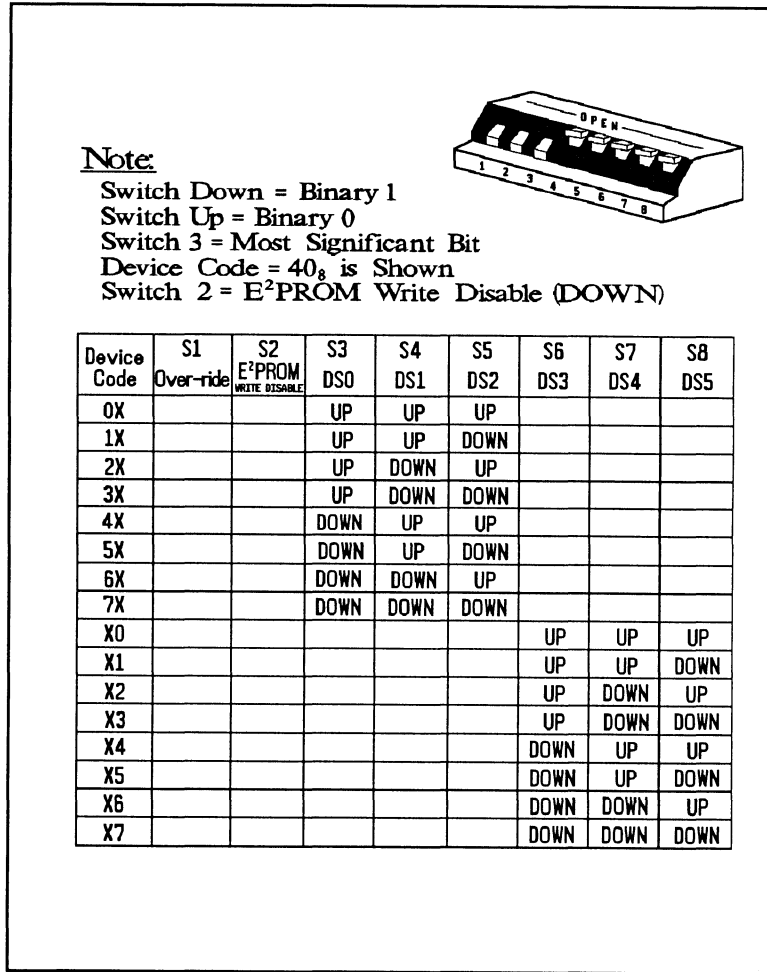 OPEN
1 2 3 4 5 6 7 8
Note:
Switch Down = Binary 1
Switch Up = Binary 0
Switch 3 = Most Significant Bit
Device Code = 40₈ is Shown
Switch 2 = E²PROM Write Disable (DOWN)
Device Code S1 Over-ride S2 E²PROM WRITE DISABLE S3 DS0 S4 DS1 S5 DS2 S6 DS3 S7 DS4 S8 DS5
0X UP UP UP
1X UP UP DOWN
2X UP DOWN UP
3X UP DOWN DOWN
4X DOWN UP UP
5X DOWN UP DOWN
6X DOWN DOWN UP
7X DOWN DOWN DOWN
X0 UP UP UP
X1 UP UP DOWN
X2 UP DOWN UP
X3 UP DOWN DOWN
X4 DOWN UP UP
X5 DOWN UP DOWN
X6 DOWN DOWN UP
X7 DOWN DOWN DOWN